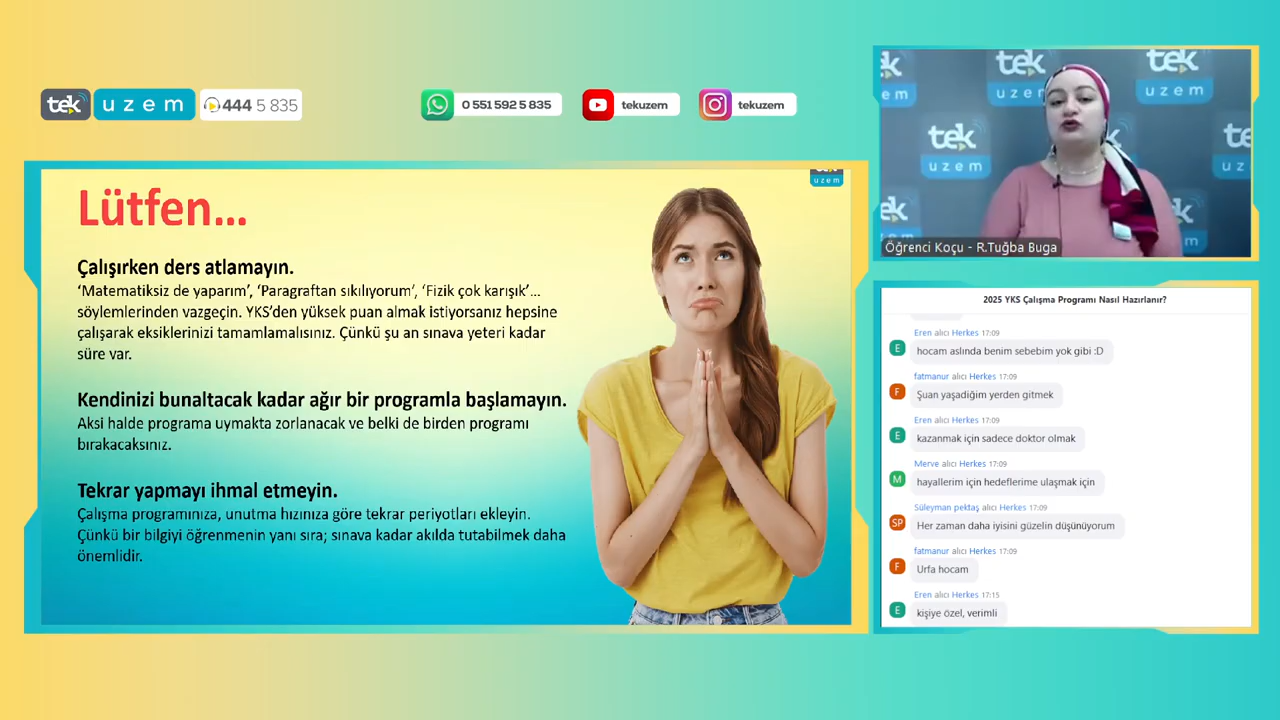 tek uzem 444 5 835
0 551 592 5 835
tekuzem
tekuzem
uzem
Lütfen...
Çalışırken ders atlamayın.
‘Matematiksiz de yaparım’, ‘Paragraftan sıkılıyorum’, ‘Fizik çok karışık’...
söylemlerinden vazgeçin. YKS’den yüksek puan almak istiyorsanız hepsine
çalışarak eksiklerinizi tamamlamalısınız. Çünkü şu an sınava yeteri kadar
süre var.
Kendinizi bunaltacak kadar ağır bir programla başlamayın.
Aksi halde programa uymakta zorlanacak ve belki de birden programı
bırakacaksınız.
Tekrar yapmayı ihmal etmeyin.
Çalışma programınıza, unutma hızınıza göre tekrar periyotları ekleyin.
Çünkü bir bilgiyi öğrenmenin yanı sıra; sınava kadar akılda tutabilmek daha
önemlidir.
tek
uzem
Öğrenci Koçu - R.Tuğba Buga
2025 YKS Çalışma Programı Nasıl Hazırlanır?
Eren alıcı Herkes 17:09
E hocam aslında benim sebebim yok gibi :D
fatmanur alıcı Herkes 17:09
F Şuan yaşadiğim yerden gitmek
Eren alıcı Herkes 17:09
E kazanmak için sadece doktor olmak
Merve alıcı Herkes 17:09
M hayallerim için hedeflerime ulaşmak için
Süleyman pektaş alıcı Herkes 17:09
SP Her zaman daha iyisini güzelin düşünüyorum
fatmanur alıcı Herkes 17:09
F Urfa hocam
Eren alıcı Herkes 17:15
E kişiye özel, verimli